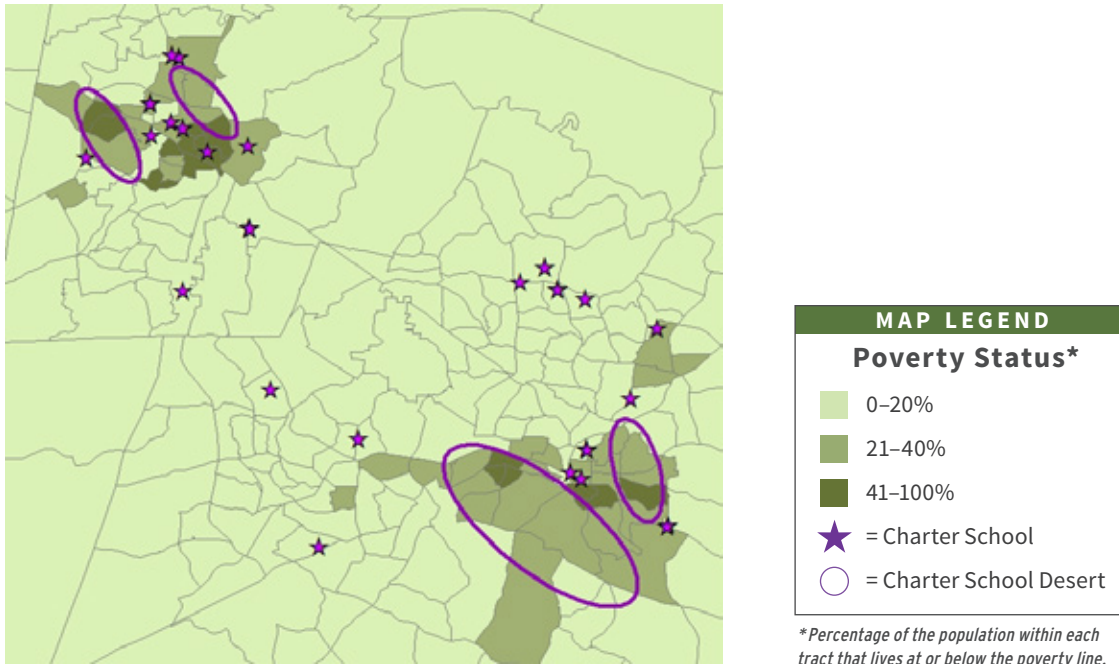 MAP LEGEND
Poverty Status*
0–20%
21–40%
41–100%
= Charter School
= Charter School Desert
*Percentage of the population within each
tract that lives at or below the poverty line.